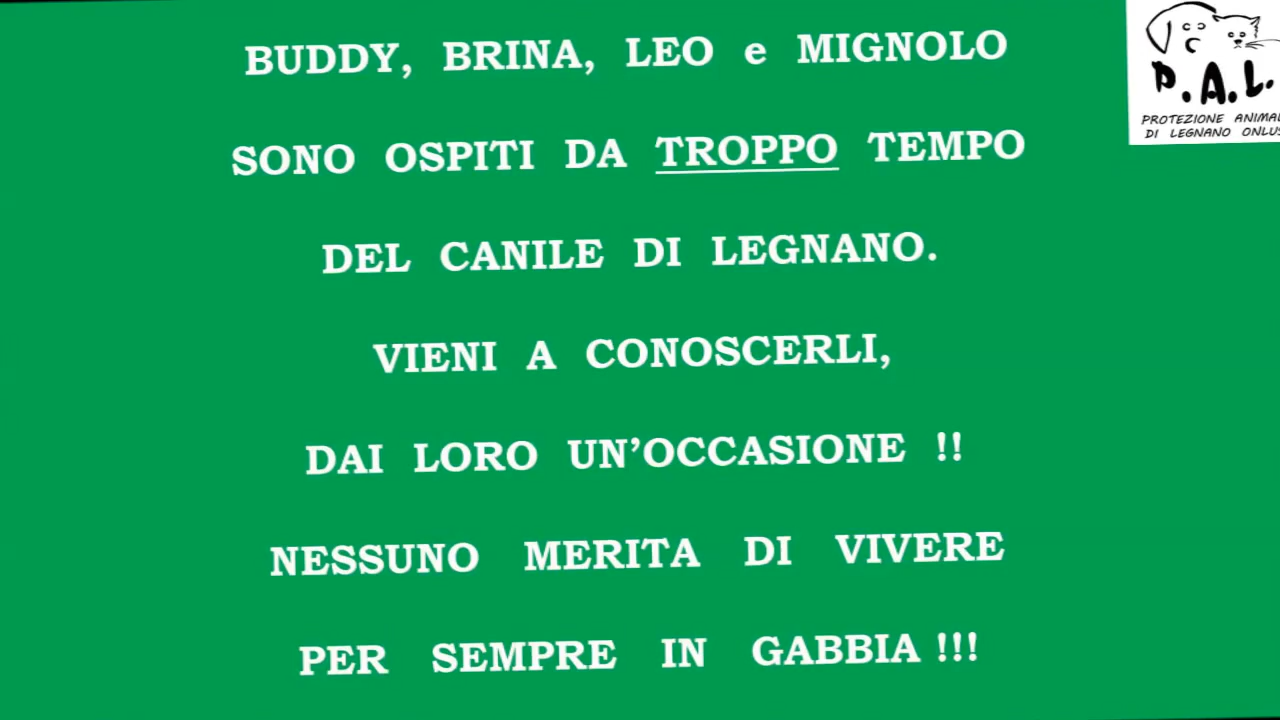 BUDDY, BRINA, LEO e MIGNOLO
SONO OSPITI DA TROPPO TEMPO
DEL CANILE DI LEGNANO.
VIENI A CONOSCERLI,
DAI LORO UN'OCCASIONE !!
NESSUNO MERITA DI VIVERE
PER SEMPRE IN GABBIA !!!
P.A.L.
PROTEZIONE ANIMAL
DI LEGNANO ONLUS